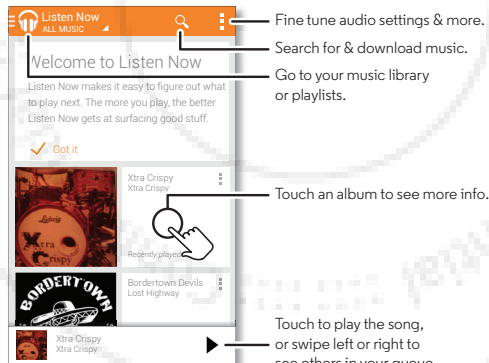 Listen Now
ALL MUSIC
Fine tune audio settings & more.
Search for & download music.
Go to your music library
or playlists.
Welcome to Listen Now
Listen Now makes it easy to figure out what
to play next. The more you play, the better
Listen Now gets at surfacing good stuff.
Got it
Xtra Crispy
Xtra Crispy
Recently played
Touch an album to see more info.
Ludwig
Xtra
Crispy
BORDERTOWN
Bordertown Devils
Lost Highway
Xtra Crispy
Xtra Crispy
Touch to play the song,
or swipe left or right to
see others in your queue